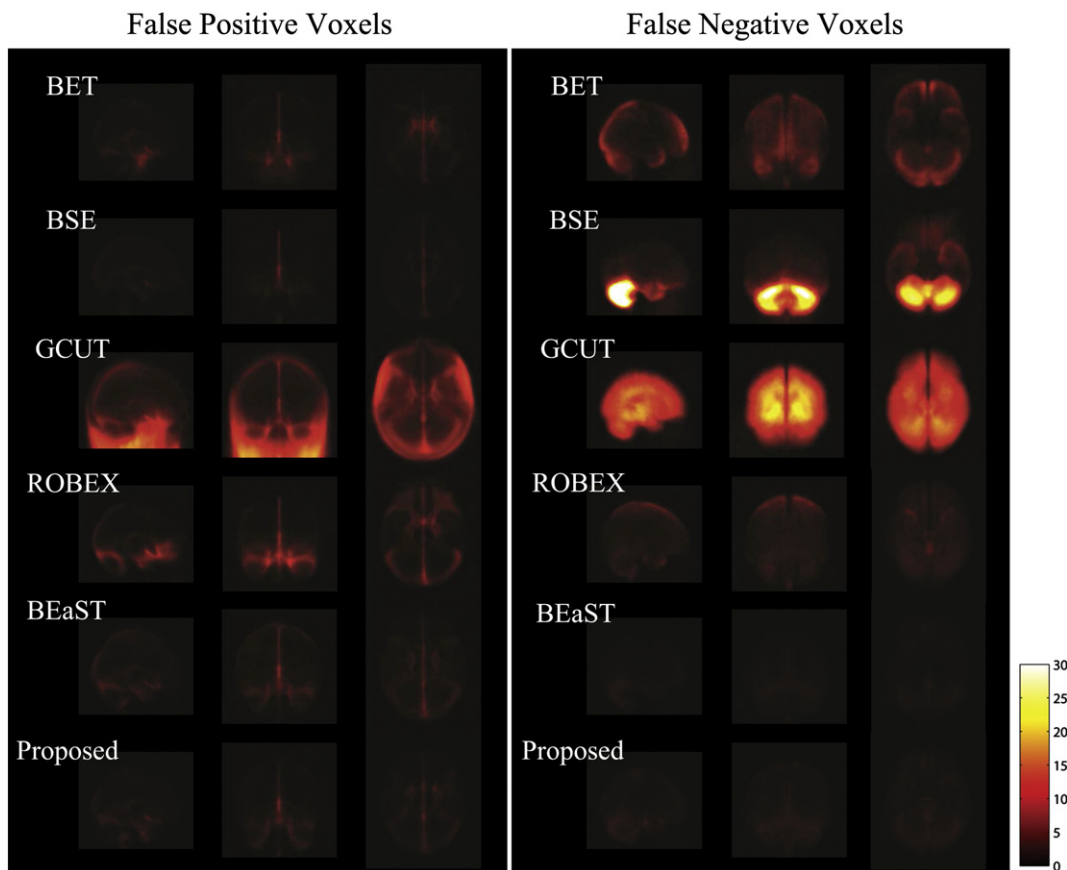 False Positive Voxels
False Negative Voxels
BET
BET
BSE
BSE
GCUT
GCUT
ROBEX
ROBEX
BEaST
BEaST
Proposed
Proposed
30
25
20
15
10
5
0